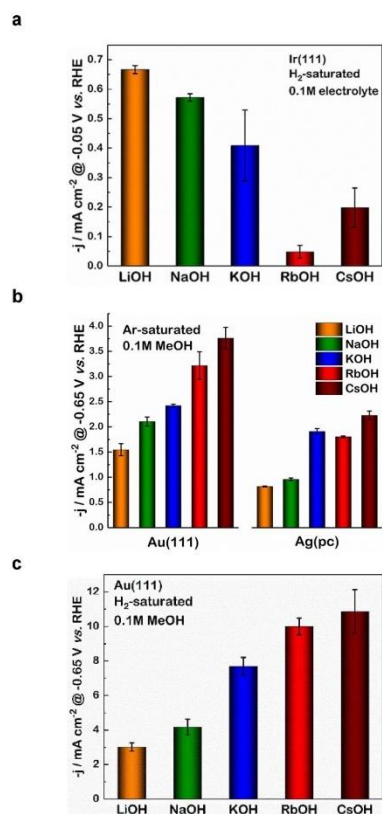 a
-j / mA cm⁻² @ -0.05 V vs. RHE
0.7
0.6
0.5
0.4
0.3
0.2
0.1
0.0
Ir(111)
H₂-saturated
0.1M electrolyte
LiOH NaOH KOH RbOH CsOH
b
-j / mA cm⁻² @ -0.65 V vs. RHE
4.0
3.5
3.0
2.5
2.0
1.5
1.0
0.5
0.0
Ar-saturated
0.1M MeOH
LiOH
NaOH
KOH
RbOH
CsOH
Au(111) Ag(pc)
c
-j / mA cm⁻² @ -0.65 V vs. RHE
12
10
8
6
4
2
0
Au(111)
H₂-saturated
0.1M MeOH
LiOH NaOH KOH RbOH CsOH